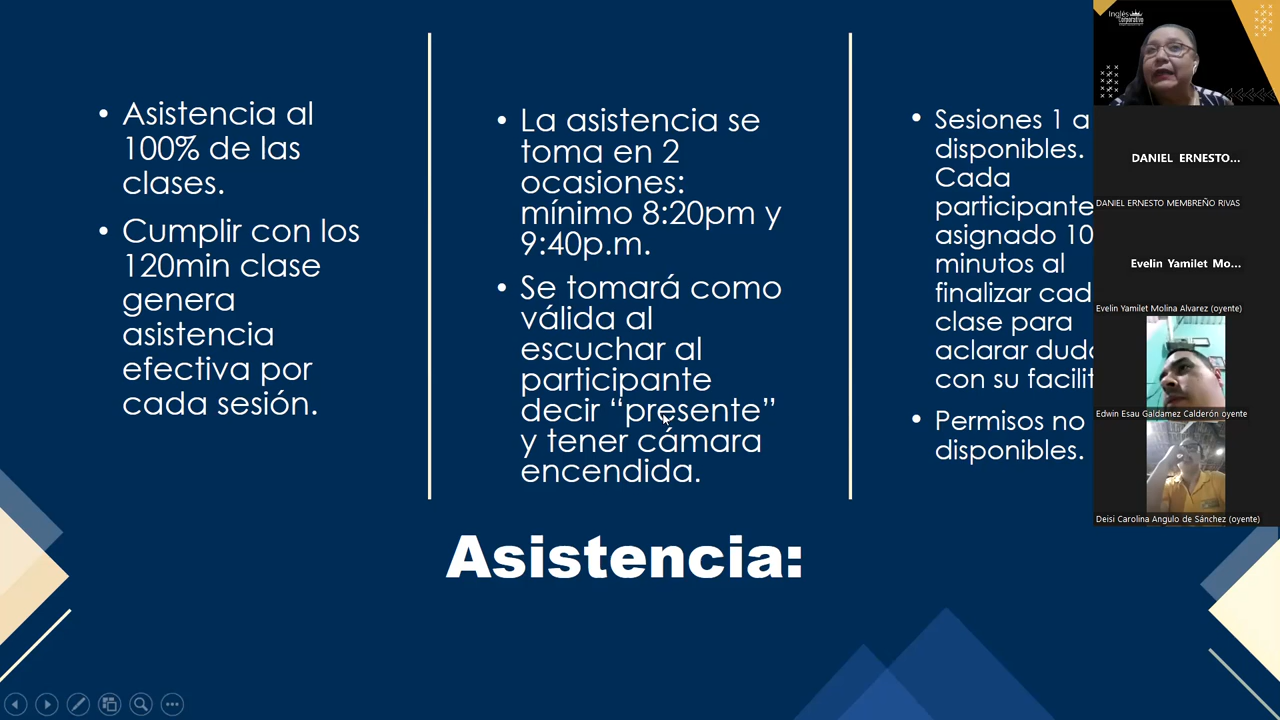 • Asistencia al
100% de las
clases.
• Cumplir con los
120min clase
genera
asistencia
efectiva por
cada sesión.
• La asistencia se
toma en 2
ocasiones:
mínimo 8:20pm y
9:40p.m.
• Se tomará como
válida al
escuchar al
participante
decir “presente”
y tener cámara
encendida.
• Sesiones 1 a
disponibles.
Cada
participante
asignado 10
minutos al
finalizar cad
clase para
aclarar dud
con su facilit
• Permisos no
disponibles.
Asistencia:
Inglés
Corporativo
DANIEL ERNESTO...
DANIEL ERNESTO MEMBREÑO RIVAS
Evelin Yamilet Mo...
Evelin Yamilet Molina Alvarez (oyente)
Edwin Esau Galdamez Calderón oyente
Deisi Carolina Angulo de Sánchez (oyente)